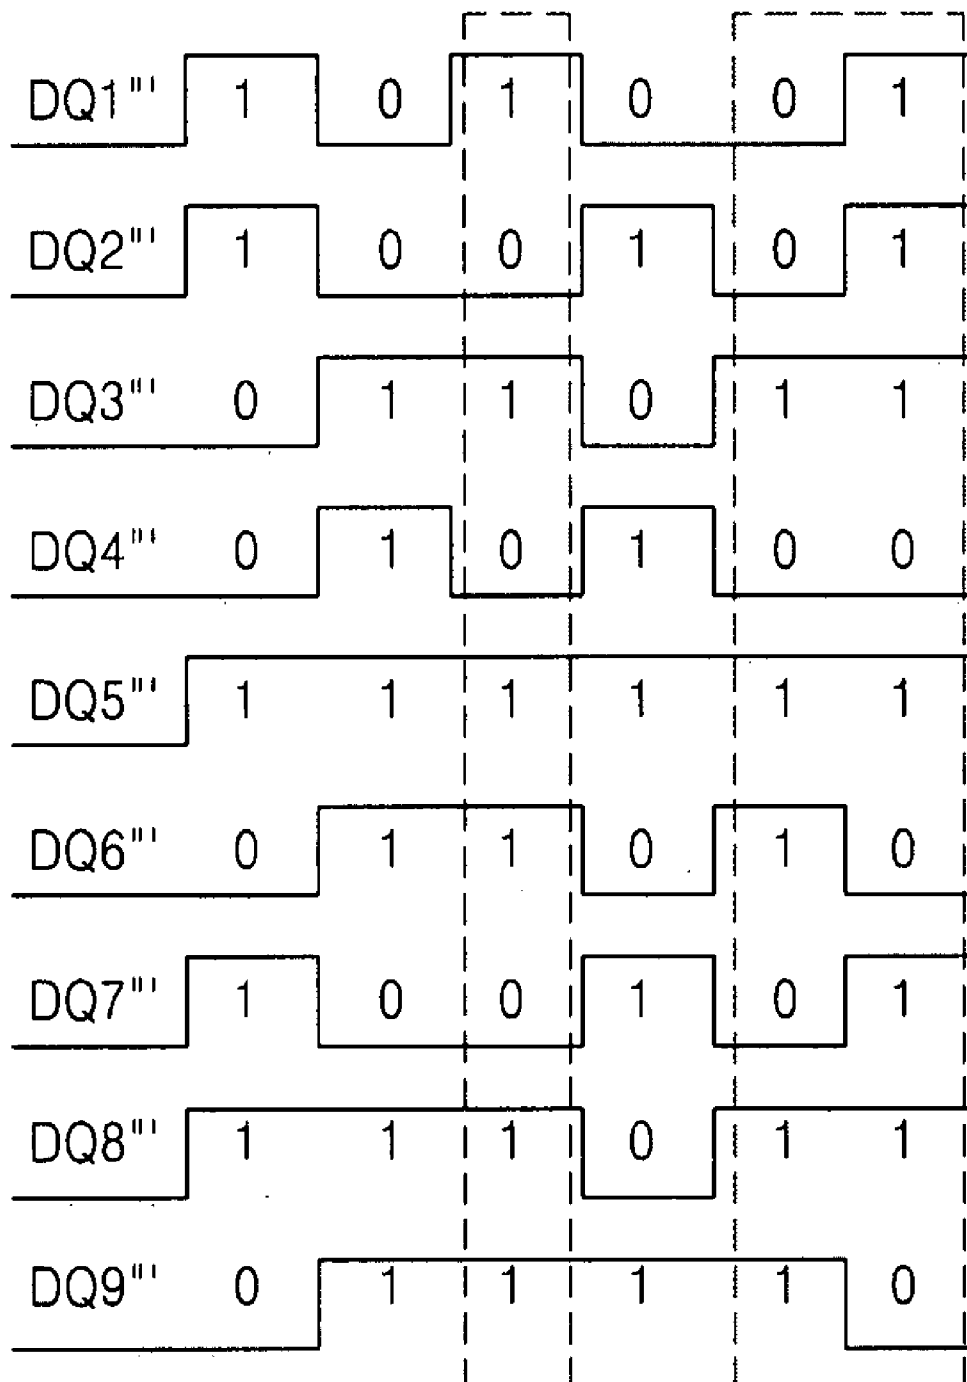 DQ1''' 1 0 1 0 0 1
DQ2''' 1 0 0 1 0 1
DQ3''' 0 1 1 0 1 1
DQ4''' 0 1 0 1 0 0
DQ5''' 1 1 1 1 1 1
DQ6''' 0 1 1 0 1 0
DQ7''' 1 0 0 1 0 1
DQ8''' 1 1 1 0 1 1
DQ9''' 0 1 1 1 1 0